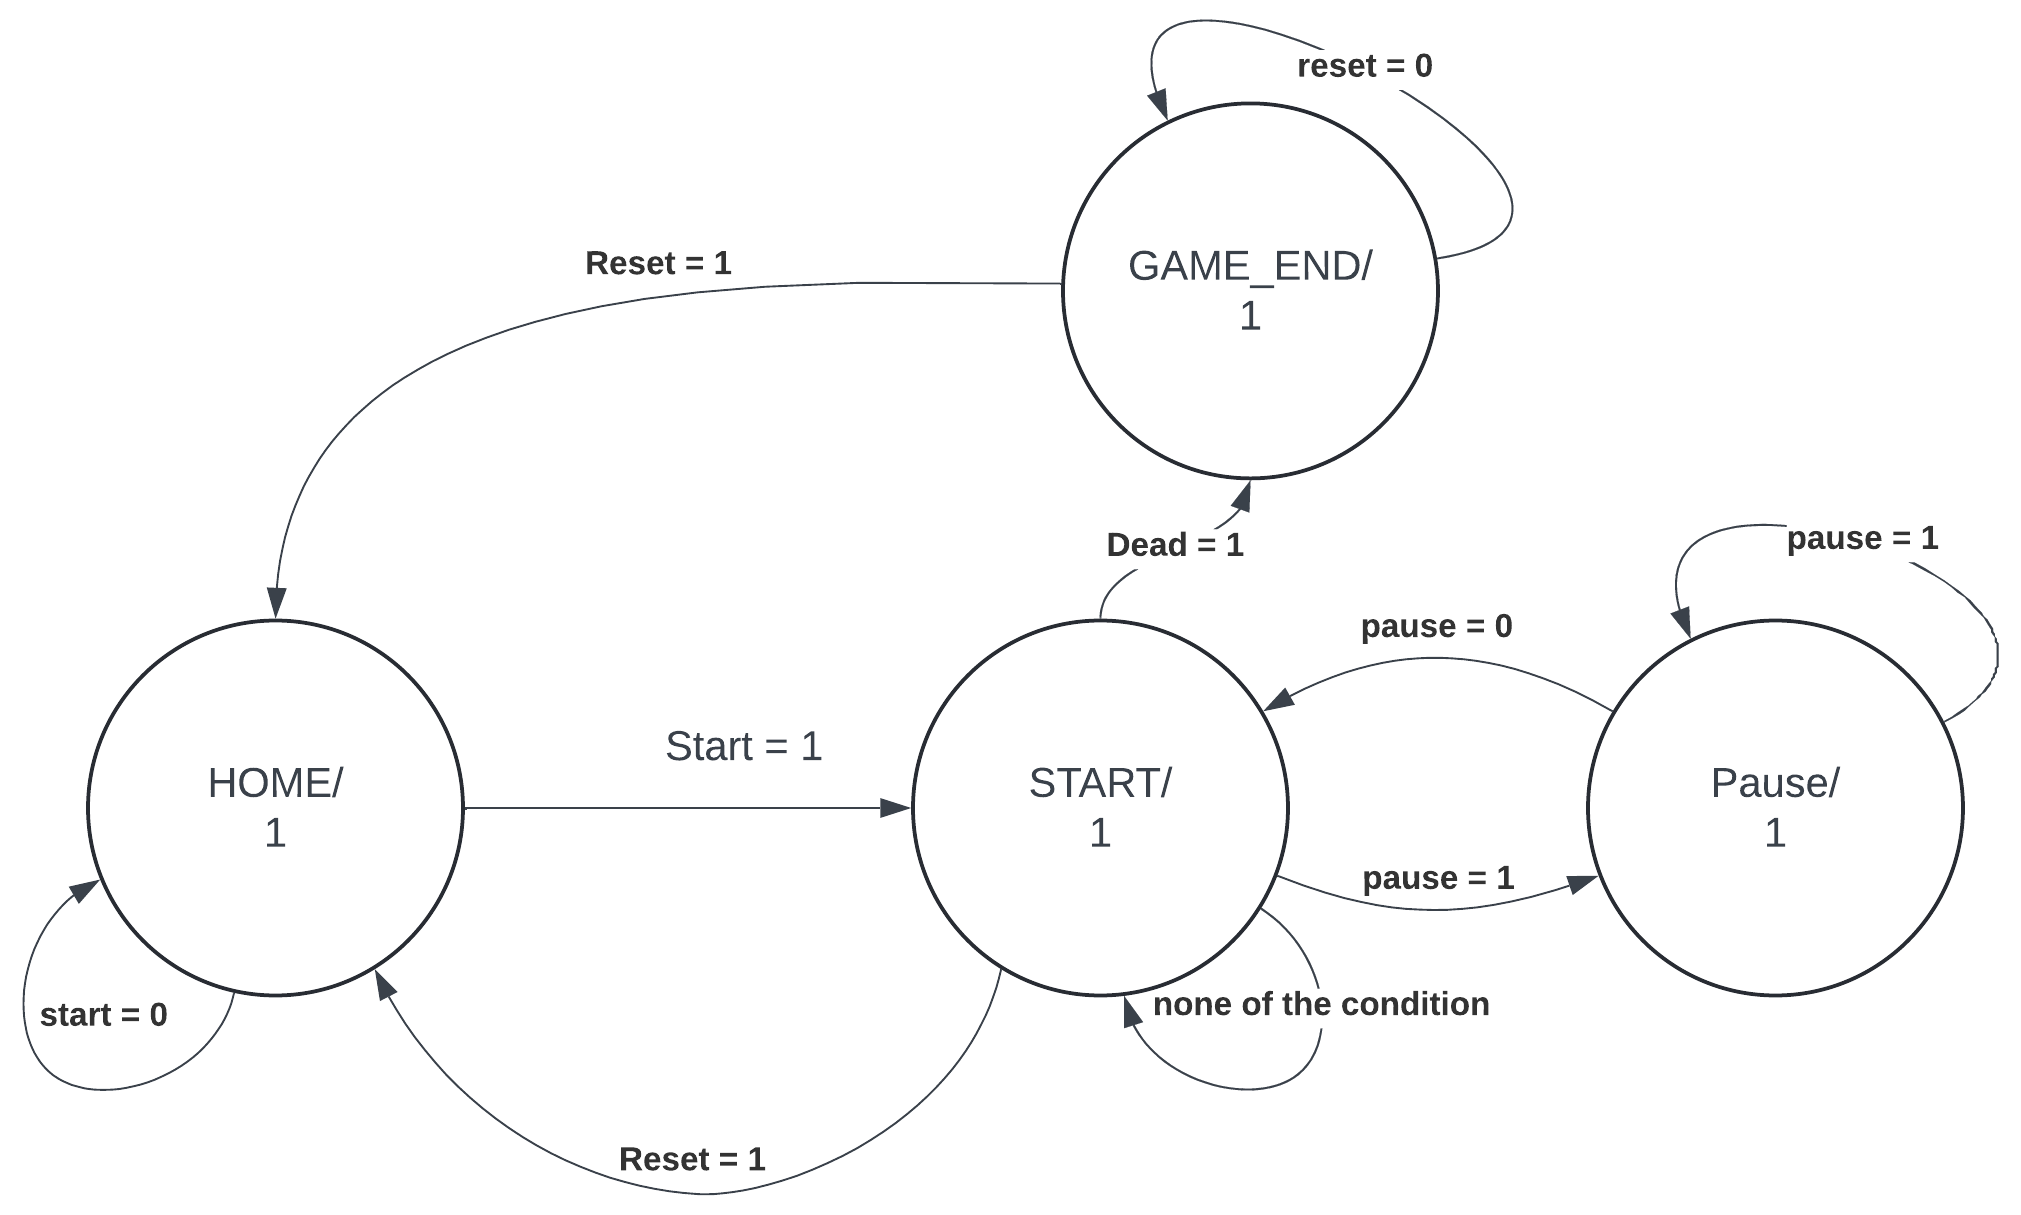 reset = 0
Reset = 1
GAME_END/
1
Dead = 1
pause = 1
pause = 0
Start = 1
HOME/
1
START/
1
Pause/
1
pause = 1
none of the condition
start = 0
Reset = 1